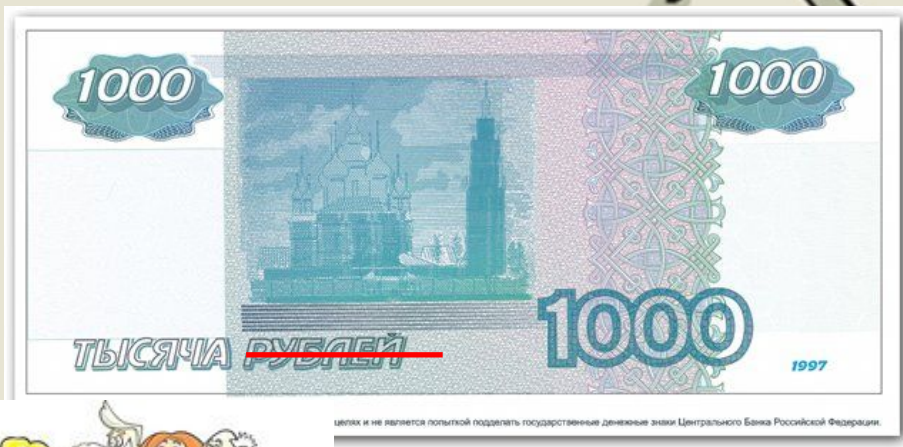 1000 1000
1000
ТЫСЯЧА РУБЛЕЙ
1997
целях и не является попыткой подделать государственные денежные знаки Центрального Банка Российской Федерации.